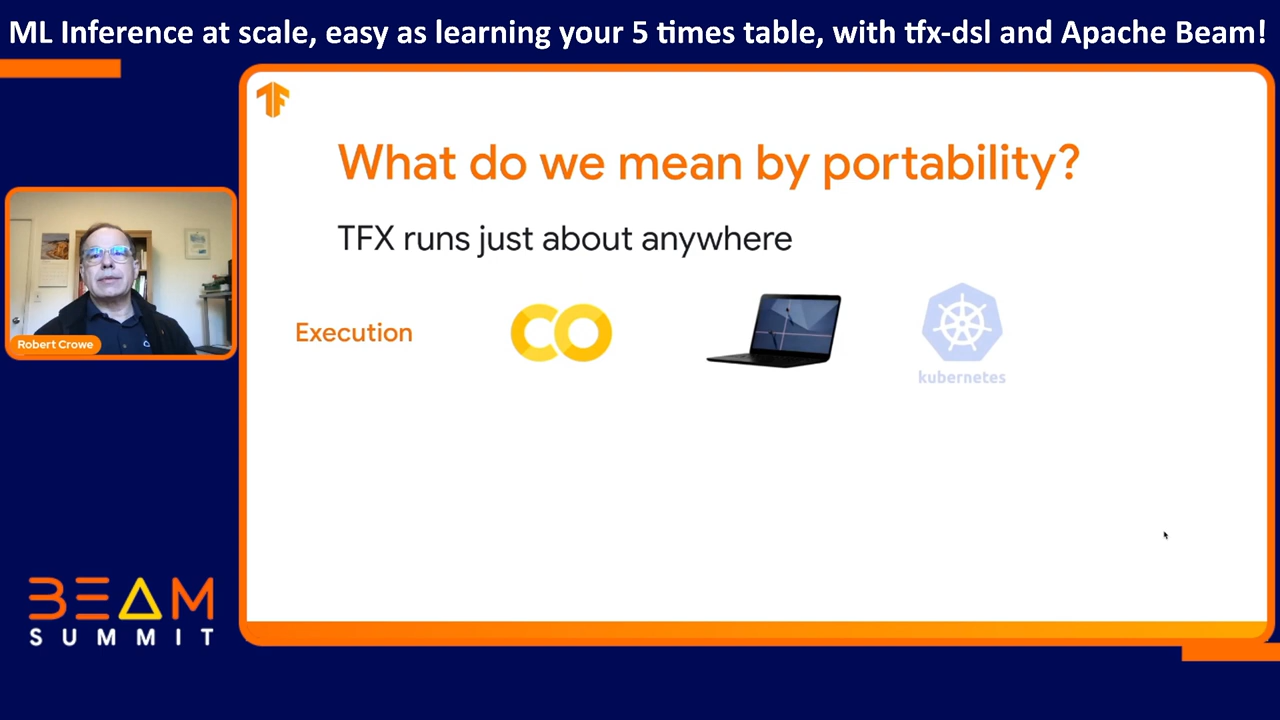 ML Inference at scale, easy as learning your 5 times table, with tfx-dsl and Apache Beam!
What do we mean by portability?
TFX runs just about anywhere
Execution
CO
kubernetes
Robert Crowe
BEAM
SUMMIT